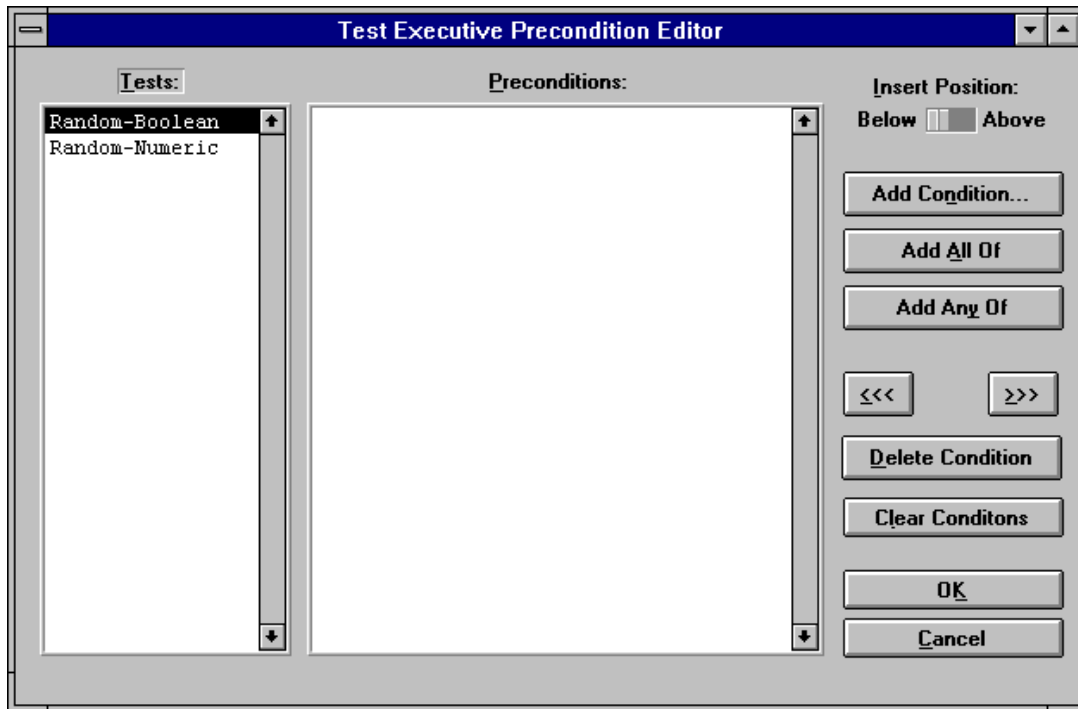 Test Executive Precondition Editor
Tests:
Preconditions:
Insert Position:
Below Above
Random-Boolean
Random-Numeric
Add Condition...
Add All Of
Add Any Of
<<< >>>
Delete Condition
Clear Conditons
OK
Cancel